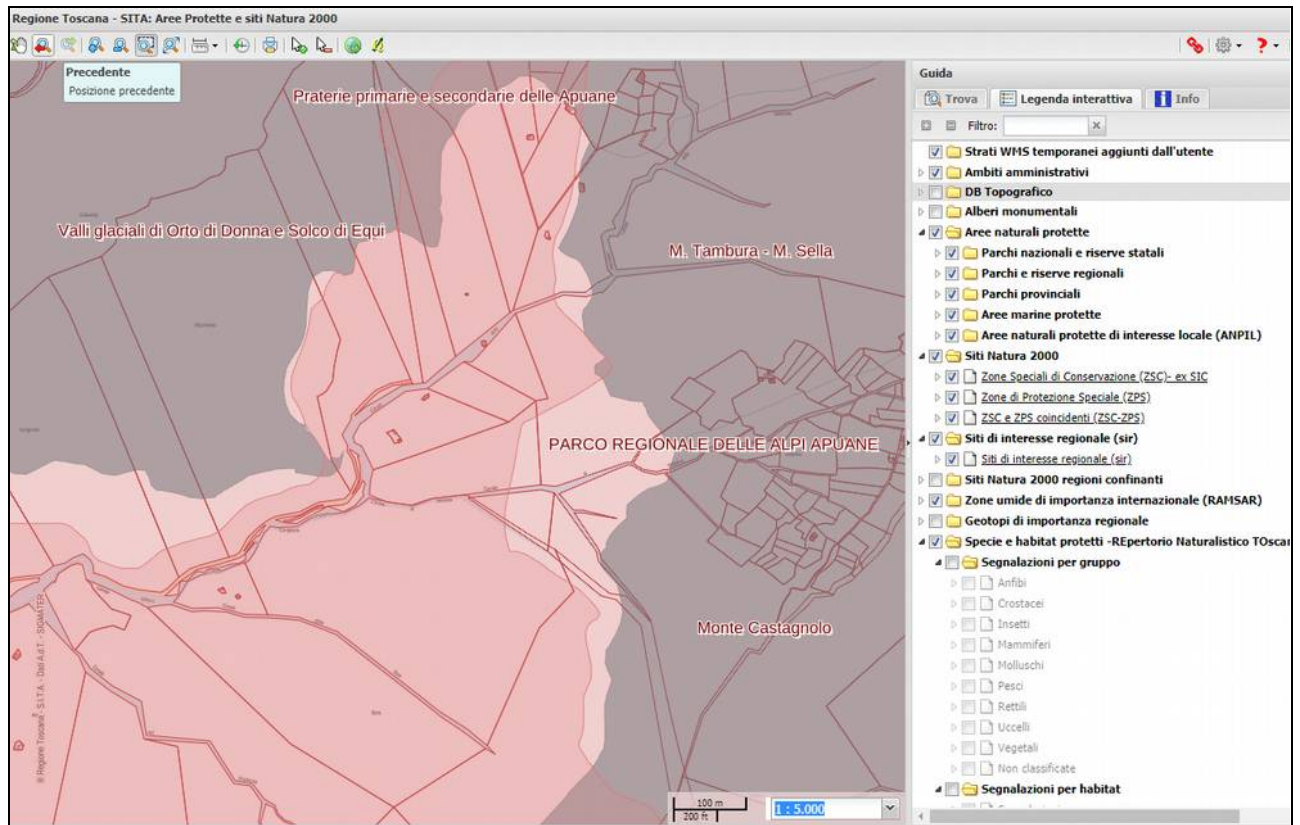 Regione Toscana - SITA: Aree Protette e siti Natura 2000
Precedente
Posizione precedente
Praterie primarie e secondarie delle Apuane
Valli glaciali di Orto di Donna e Solco di Equi
M. Tambura - M. Sella
PARCO REGIONALE DELLE ALPI APUANE
Monte Castagnolo
© Regione Toscana - S.I.T.A. - Dati A.d.T. - SIGMATER
100 m
200 ft
1 : 5.000
Guida
Trova
Legenda interattiva
Info
Filtro:
Strati WMS temporanei aggiunti dall'utente
Ambiti amministrativi
DB Topografico
Alberi monumentali
Aree naturali protette
Parchi nazionali e riserve statali
Parchi e riserve regionali
Parchi provinciali
Aree marine protette
Aree naturali protette di interesse locale (ANPIL)
Siti Natura 2000
Zone Speciali di Conservazione (ZSC)- ex SIC
Zone di Protezione Speciale (ZPS)
ZSC e ZPS coincidenti (ZSC-ZPS)
Siti di interesse regionale (sir)
Siti di interesse regionale (sir)
Siti Natura 2000 regioni confinanti
Zone umide di importanza internazionale (RAMSAR)
Geotopi di importanza regionale
Specie e habitat protetti -REpertorio Naturalistico TOscan
Segnalazioni per gruppo
Anfibi
Crostacei
Insetti
Mammiferi
Molluschi
Pesci
Rettili
Uccelli
Vegetali
Non classificate
Segnalazioni per habitat